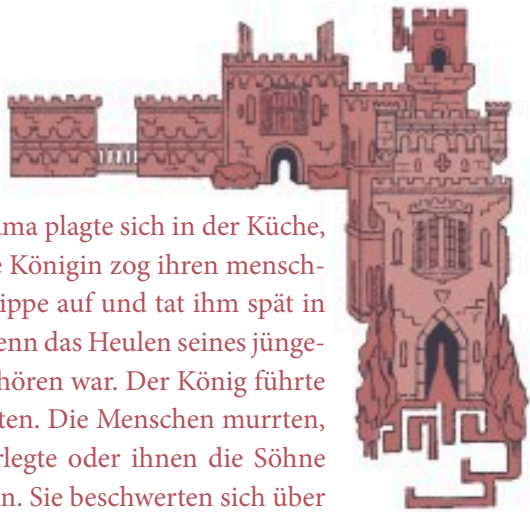 ama plagte sich in der Küche,
e Königin zog ihren mensch-
ippe auf und tat ihm spät in
enn das Heulen seines jünge-
hören war. Der König führte
ten. Die Menschen murrten,
rlegte oder ihnen die Söhne
n. Sie beschwerten sich über